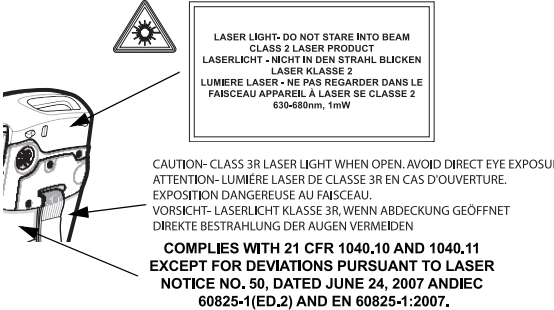 LASER LIGHT- DO NOT STARE INTO BEAM
CLASS 2 LASER PRODUCT
LASERLICHT - NICHT IN DEN STRAHL BLICKEN
LASER KLASSE 2
LUMIERE LASER - NE PAS REGARDER DANS LE
FAISCEAU APPAREIL À LASER SE CLASSE 2
630-680nm, 1mW
CAUTION- CLASS 3R LASER LIGHT WHEN OPEN. AVOID DIRECT EYE EXPOSU
ATTENTION- LUMIÉRE LASER DE CLASSE 3R EN CAS D'OUVERTURE.
EXPOSITION DANGEREUSE AU FAISCEAU.
VORSICHT- LASERLICHT KLASSE 3R, WENN ABDECKUNG GEÖFFNET
DIREKTE BESTRAHLUNG DER AUGEN VERMEIDEN
COMPLIES WITH 21 CFR 1040.10 AND 1040.11
EXCEPT FOR DEVIATIONS PURSUANT TO LASER
NOTICE NO. 50, DATED JUNE 24, 2007 ANDIEC
60825-1(ED.2) AND EN 60825-1:2007.